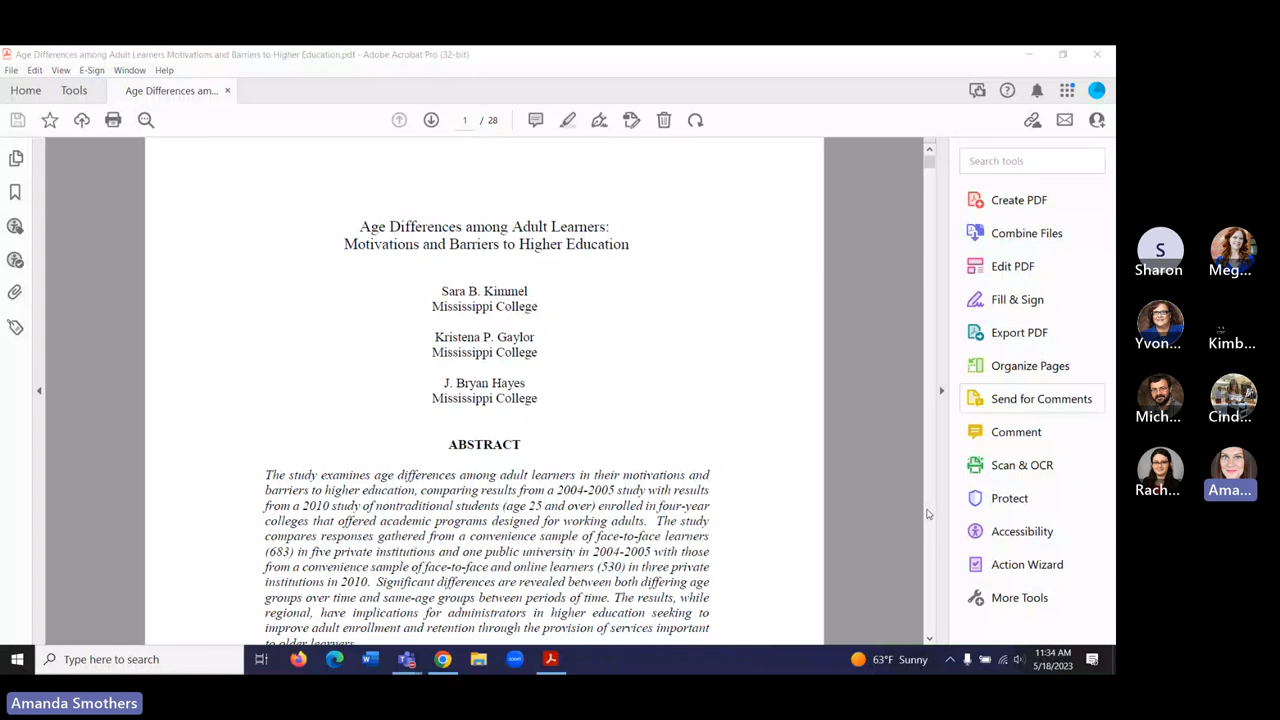 Age Differences among Adult Learners Motivations and Barriers to Higher Education.pdf - Adobe Acrobat Pro (32-bit)
File Edit View E-Sign Window Help
Home Tools Age Differences am... ×
1 / 28
Search tools
Create PDF
Combine Files
Edit PDF
Fill & Sign
Export PDF
Organize Pages
Send for Comments
Comment
Scan & OCR
Protect
Accessibility
Action Wizard
More Tools
Age Differences among Adult Learners:
Motivations and Barriers to Higher Education
Sara B. Kimmel
Mississippi College
Kristena P. Gaylor
Mississippi College
J. Bryan Hayes
Mississippi College
ABSTRACT
The study examines age differences among adult learners in their motivations and
barriers to higher education, comparing results from a 2004-2005 study with results
from a 2010 study of nontraditional students (age 25 and over) enrolled in four-year
colleges that offered academic programs designed for working adults. The study
compares responses gathered from a convenience sample of face-to-face learners
(683) in five private institutions and one public university in 2004-2005 with those
from a convenience sample of face-to-face and online learners (530) in three private
institutions in 2010. Significant differences are revealed between both differing age
groups over time and same-age groups between periods of time. The results, while
regional, have implications for administrators in higher education seeking to
improve adult enrollment and retention through the provision of services important
to older learners.
S
Sharon Meg...
Yvon... Kimb...
Mich... Cind...
Rach... Ama...
Type here to search
63°F Sunny
11:34 AM
5/18/2023
Amanda Smothers